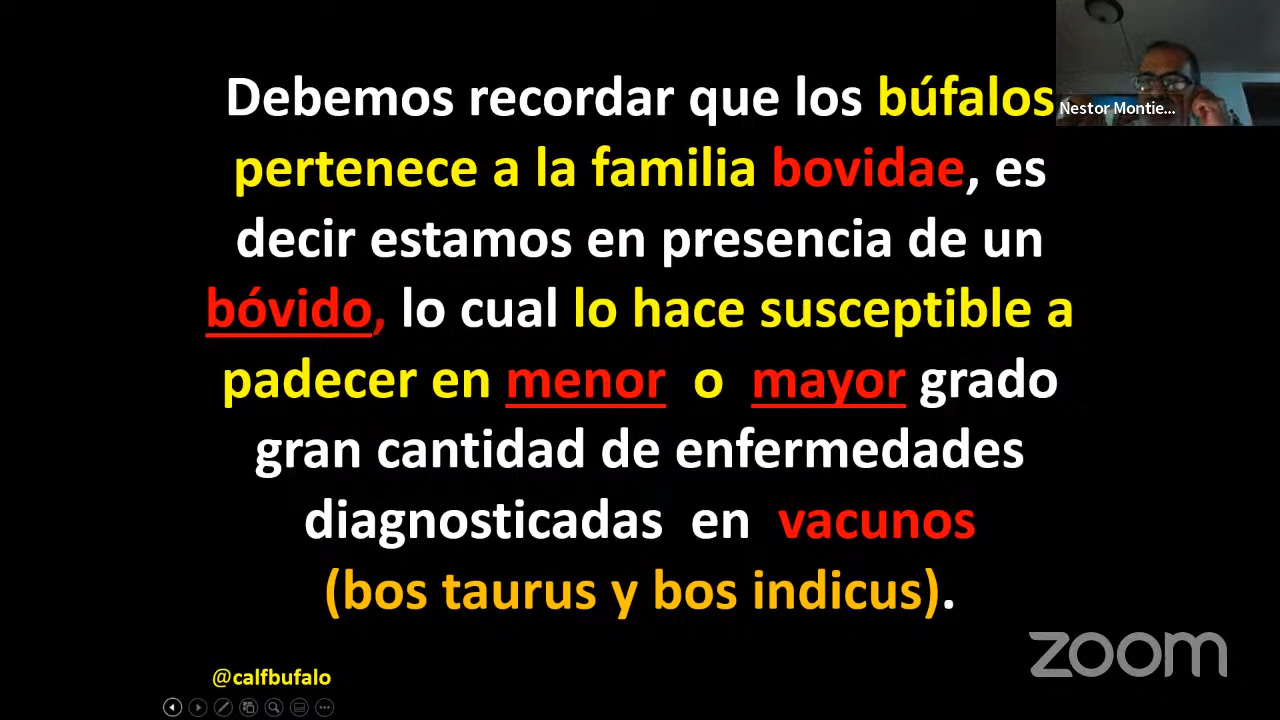 Debemos recordar que los búfalos
pertenece a la familia bovidae, es
decir estamos en presencia de un
bóvido, lo cual lo hace susceptible a
padecer en menor o mayor grado
gran cantidad de enfermedades
diagnosticadas en vacunos
(bos taurus y bos indicus).
Nestor Montie...
zoom
@calfbufalo